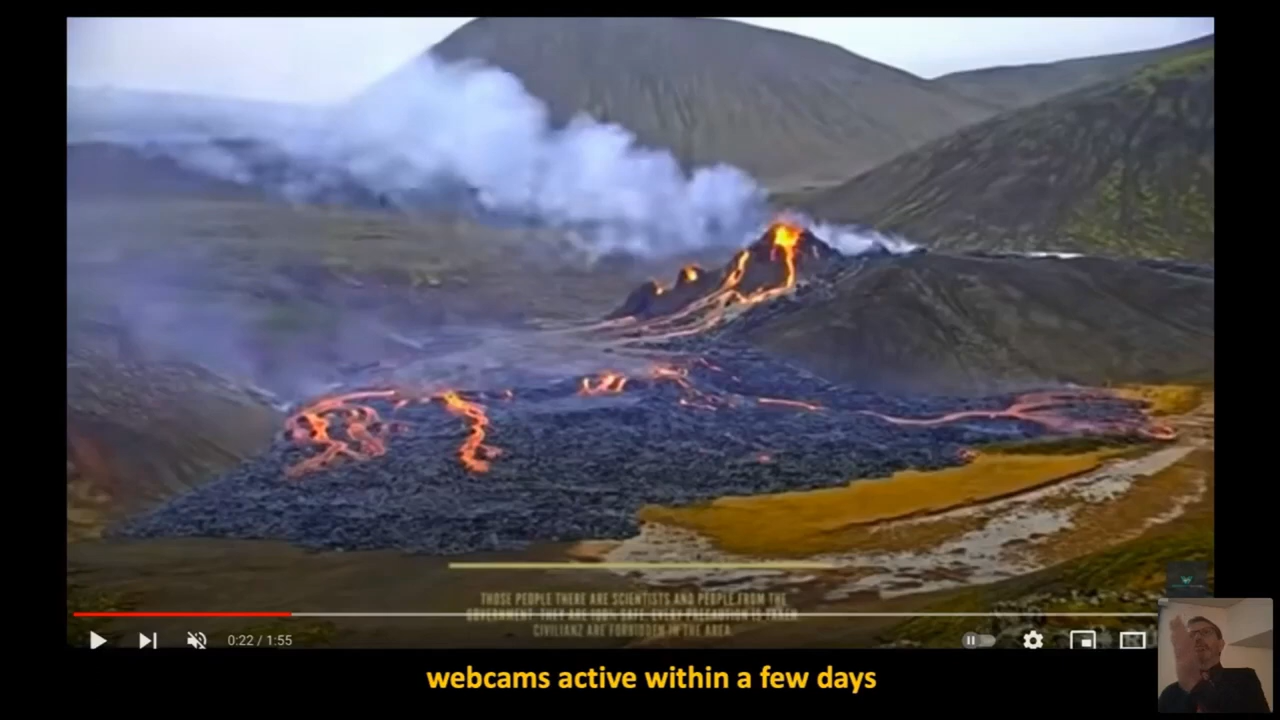 THOSE PEOPLE THERE ARE SCIENTISTS AND PEOPLE FROM THE
GOVERNMENT. THEY ARE 100% SAFE. EVERY PRECAUTION IS TAKEN
CIVILIANZ ARE FORBIDDEN IN THE AREA
0:22 / 1:55
webcams active within a few days